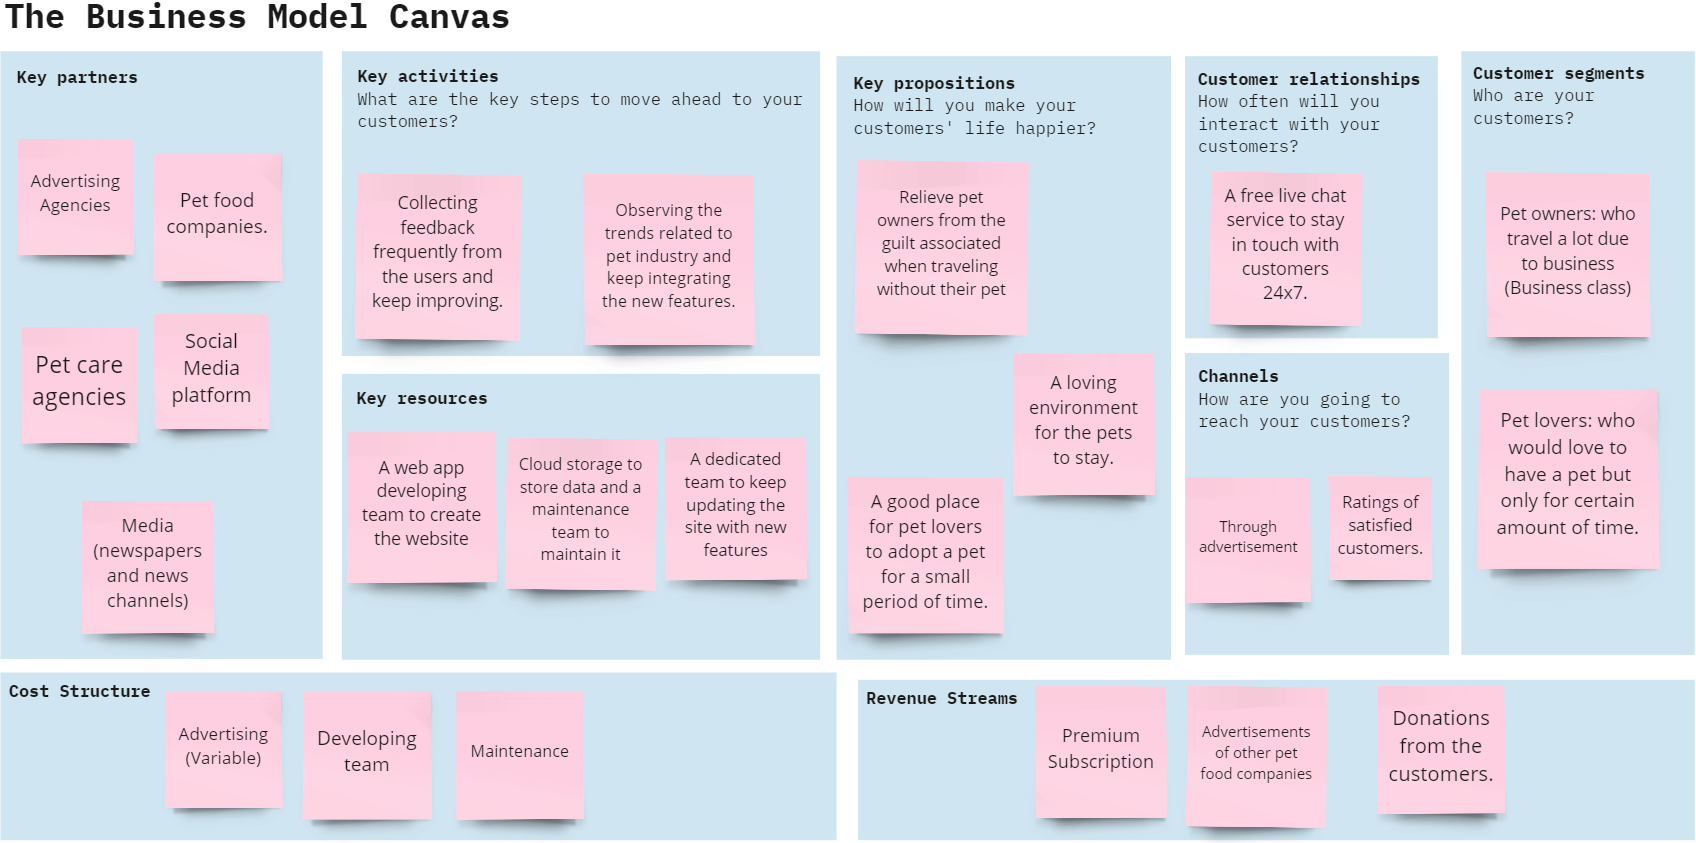 The Business Model Canvas
Key partners
Advertising
Agencies
Pet food
companies.
Pet care
agencies
Social
Media
platform
Media
(newspapers
and news
channels)
Key activities
What are the key steps to move ahead to your
customers?
Collecting
feedback
frequently from
the users and
keep improving.
Observing the
trends related to
pet industry and
keep integrating
the new features.
Key resources
A web app
developing
team to create
the website
Cloud storage to
store data and a
maintenance
team to
maintain it
A dedicated
team to keep
updating the
site with new
features
Key propositions
How will you make your
customers' life happier?
Relieve pet
owners from the
guilt associated
when traveling
without their pet
A loving
environment
for the pets
to stay.
A good place
for pet lovers
to adopt a pet
for a small
period of time.
Customer relationships
How often will you
interact with your
customers?
A free live chat
service to stay
in touch with
customers
24x7.
Channels
How are you going to
reach your customers?
Through
advertisement
Ratings of
satisfied
customers.
Customer segments
Who are your
customers?
Pet owners: who
travel a lot due
to business
(Business class)
Pet lovers: who
would love to
have a pet but
only for certain
amount of time.
Cost Structure
Advertising
(Variable)
Developing
team
Maintenance
Revenue Streams
Premium
Subscription
Advertisements
of other pet
food companies
Donations
from the
customers.